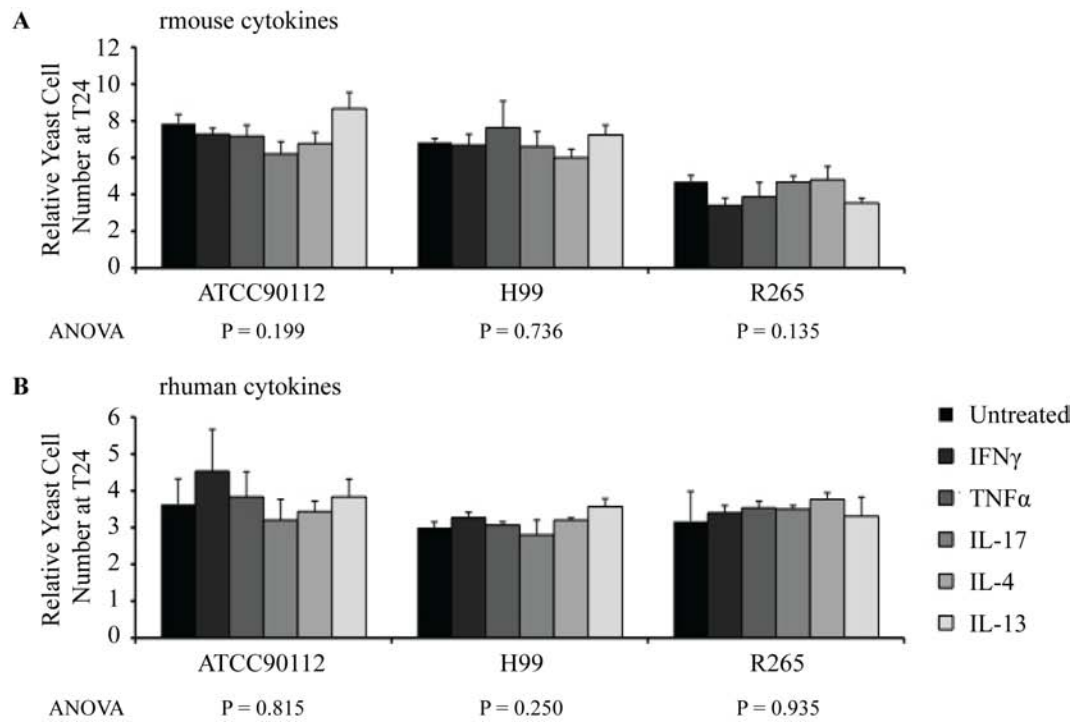 A rmouse cytokines
Relative Yeast Cell
Number at T24
12
10
8
6
4
2
0
ATCC90112 H99 R265
ANOVA P = 0.199 P = 0.736 P = 0.135
B rhuman cytokines
Relative Yeast Cell
Number at T24
6
5
4
3
2
1
0
ATCC90112 H99 R265
ANOVA P = 0.815 P = 0.250 P = 0.935
Untreated
IFNγ
TNFα
IL-17
IL-4
IL-13